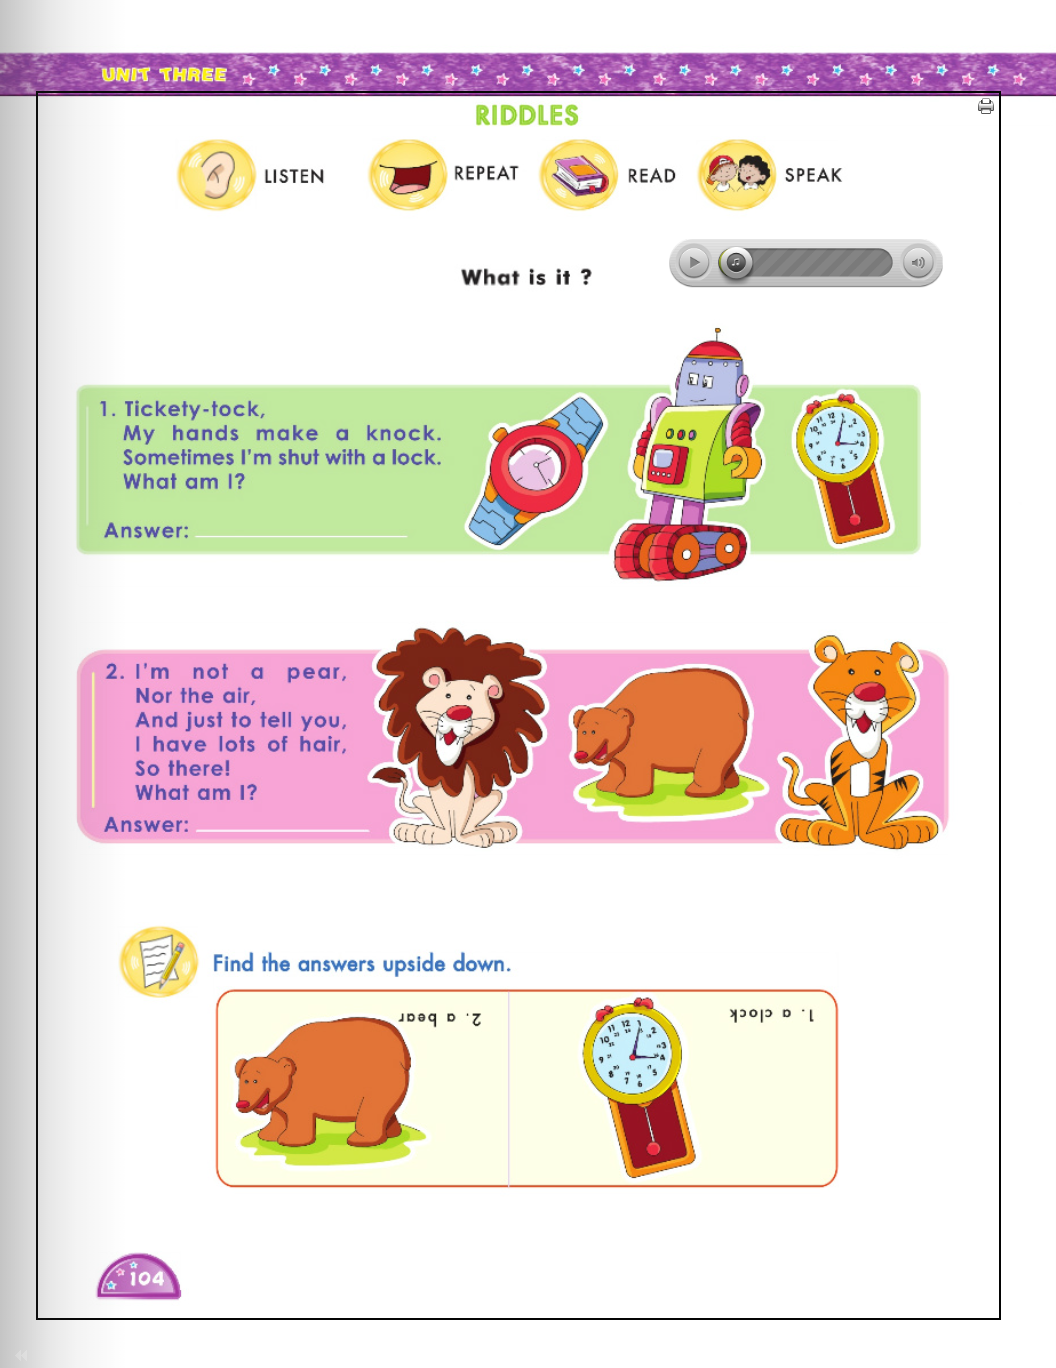 UNIT THREE
RIDDLES
LISTEN
REPEAT
READ
SPEAK
What is it ?
1. Tickety-tock,
My hands make a knock.
Sometimes I'm shut with a lock.
What am I?
Answer:
2. I'm not a pear,
Nor the air,
And just to tell you,
I have lots of hair,
So there!
What am I?
Answer:
Find the answers upside down.
2. a bear
1. a clock
104